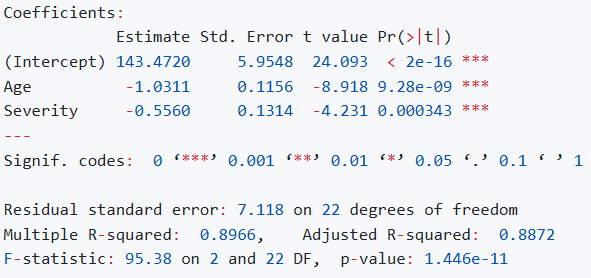 Coefficients:
            Estimate Std. Error t value Pr(>|t|)
(Intercept) 143.4720     5.9548  24.093  < 2e-16 ***
Age          -1.0311     0.1156  -8.918 9.28e-09 ***
Severity     -0.5560     0.1314  -4.231 0.000343 ***
---
Signif. codes:  0 ‘***’ 0.001 ‘**’ 0.01 ‘*’ 0.05 ‘.’ 0.1 ‘ ’ 1
Residual standard error: 7.118 on 22 degrees of freedom
Multiple R-squared:  0.8966,    Adjusted R-squared:  0.8872
F-statistic: 95.38 on 2 and 22 DF,  p-value: 1.446e-11